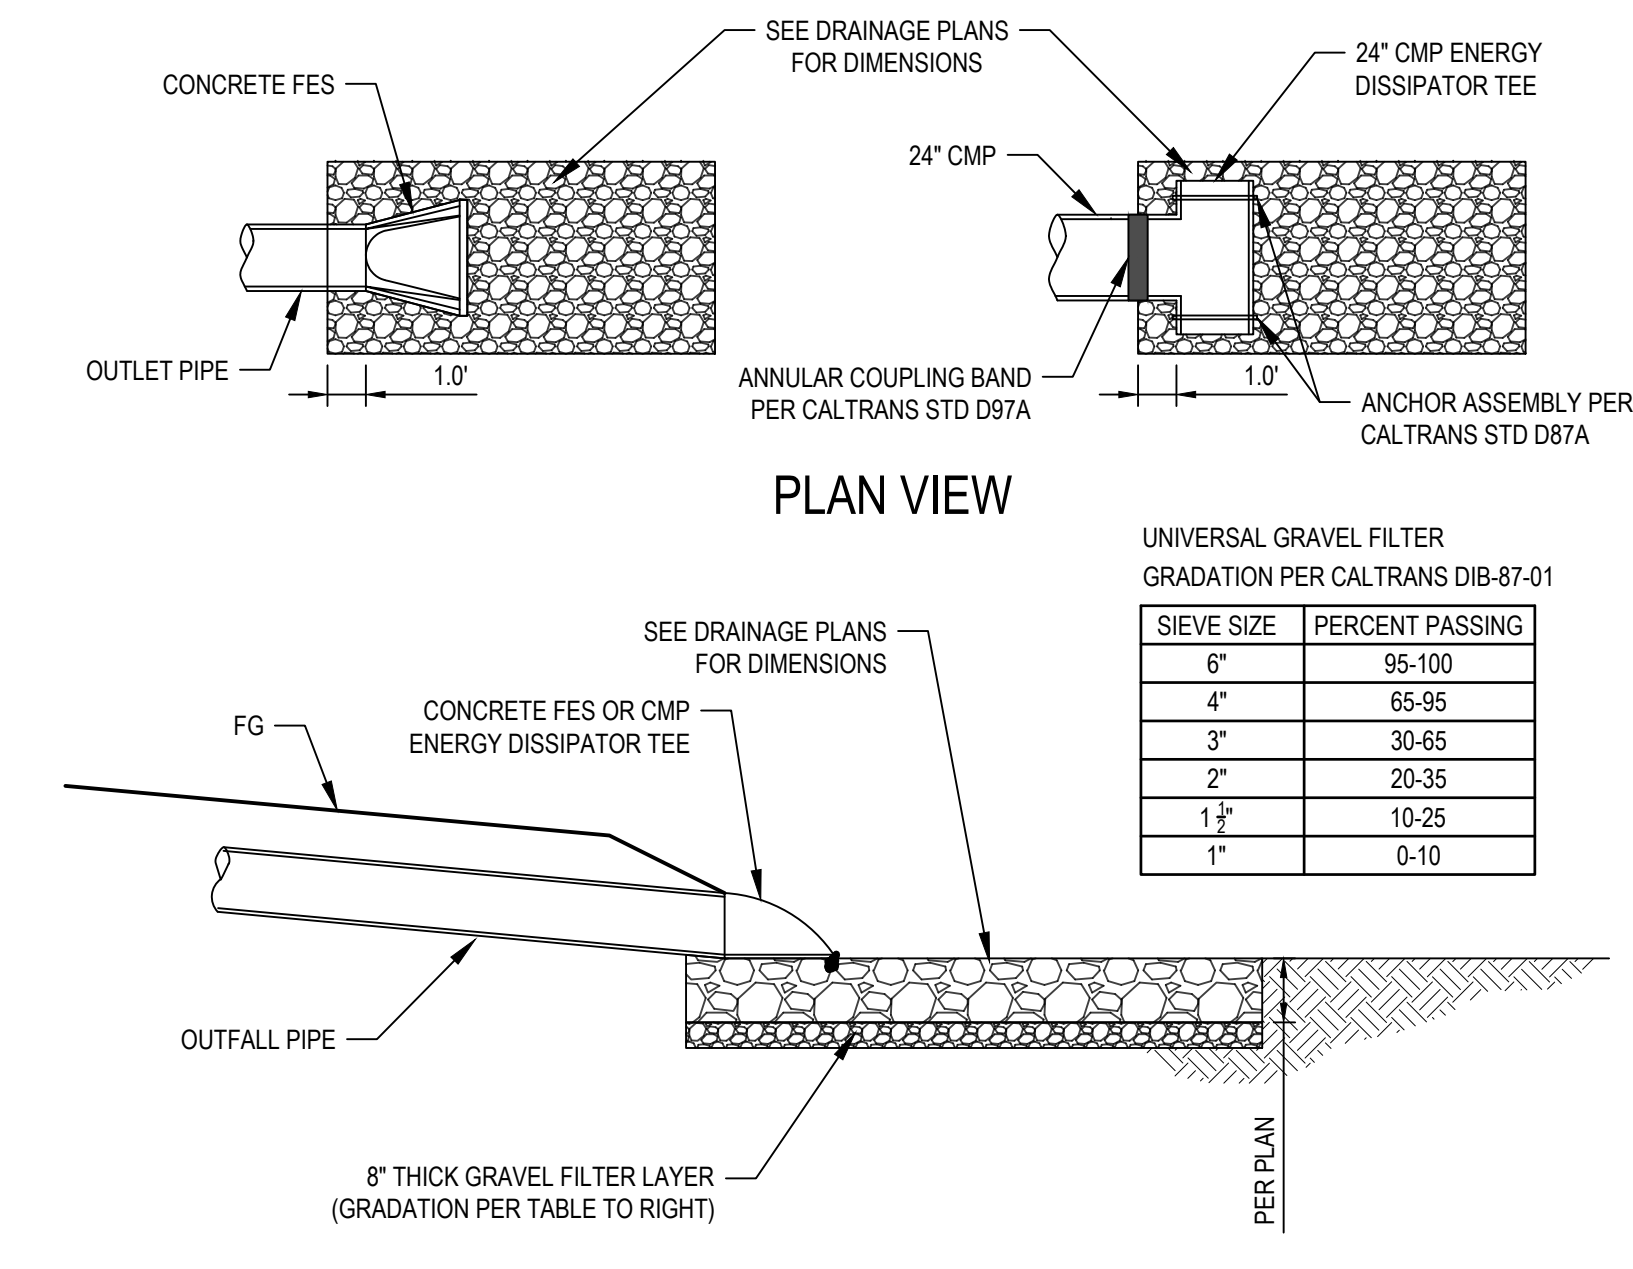 SEE DRAINAGE PLANS
FOR DIMENSIONS
CONCRETE FES
24" CMP ENERGY
DISSIPATOR TEE
24" CMP
OUTLET PIPE
1.0'
ANNULAR COUPLING BAND
PER CALTRANS STD D97A
1.0'
ANCHOR ASSEMBLY PER
CALTRANS STD D87A
PLAN VIEW
UNIVERSAL GRAVEL FILTER
GRADATION PER CALTRANS DIB-87-01
SIEVE SIZE PERCENT PASSING
6" 95-100
4" 65-95
3" 30-65
2" 20-35
1 1/2" 10-25
1" 0-10
SEE DRAINAGE PLANS
FOR DIMENSIONS
CONCRETE FES OR CMP
ENERGY DISSIPATOR TEE
FG
OUTFALL PIPE
8" THICK GRAVEL FILTER LAYER
(GRADATION PER TABLE TO RIGHT)
PER PLAN